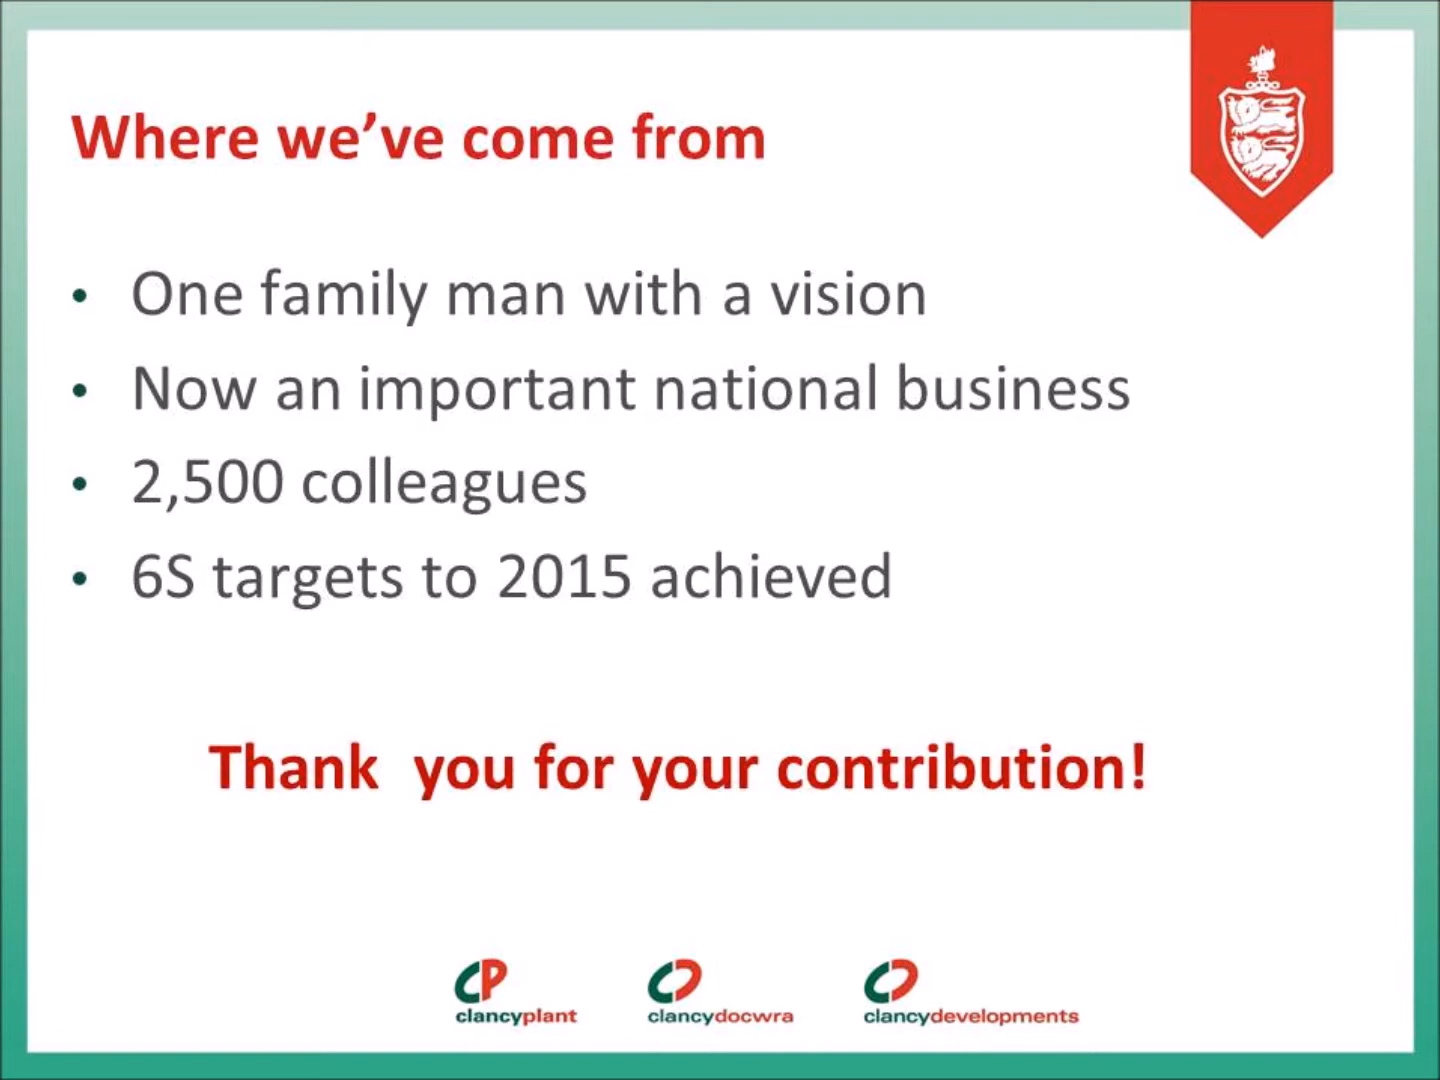 Where we’ve come from
• One family man with a vision
• Now an important national business
• 2,500 colleagues
• 6S targets to 2015 achieved
Thank  you for your contribution!
CP
clancyplant
clancydocwra
clancydevelopments